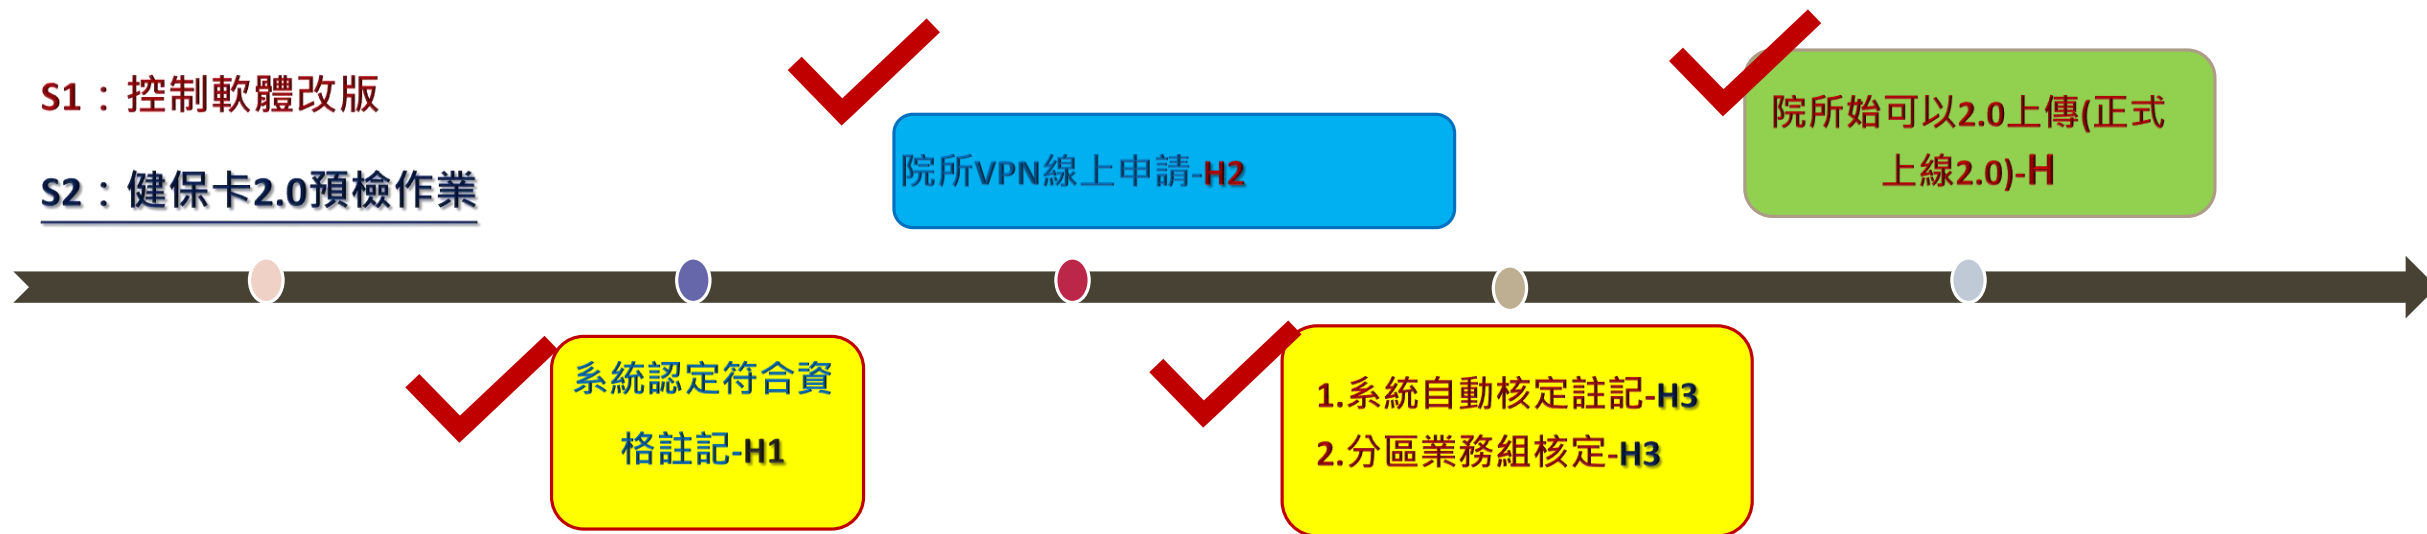 S1：控制軟體改版
S2：健保卡2.0預檢作業
系統認定符合資
格註記-H1
院所VPN線上申請-H2
1.系統自動核定註記-H3
2.分區業務組核定-H3
院所始可以2.0上傳(正式
上線2.0)-H